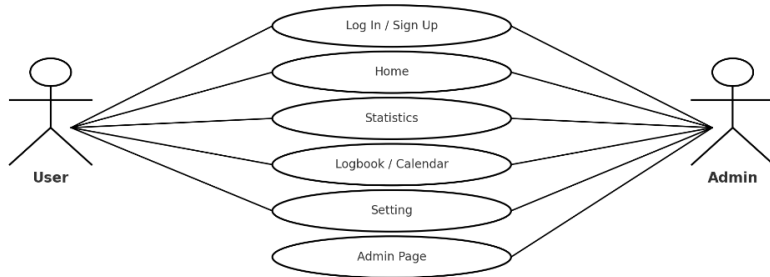 Log In / Sign Up
Home
Statistics
Logbook / Calendar
User
Admin
Setting
Admin Page